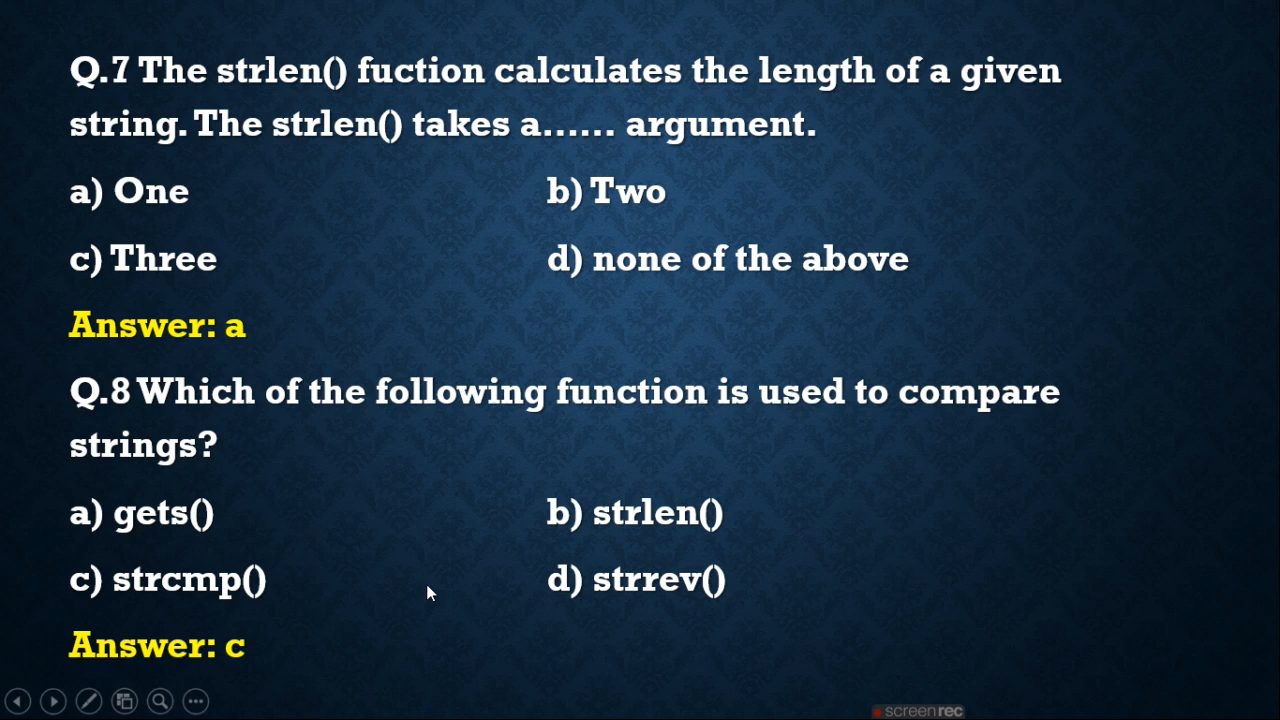 Q.7 The strlen() fuction calculates the length of a given
string. The strlen() takes a...... argument.
a) One b) Two
c) Three d) none of the above
Answer: a
Q.8 Which of the following function is used to compare
strings?
a) gets() b) strlen()
c) strcmp() d) strrev()
Answer: c
screenrec